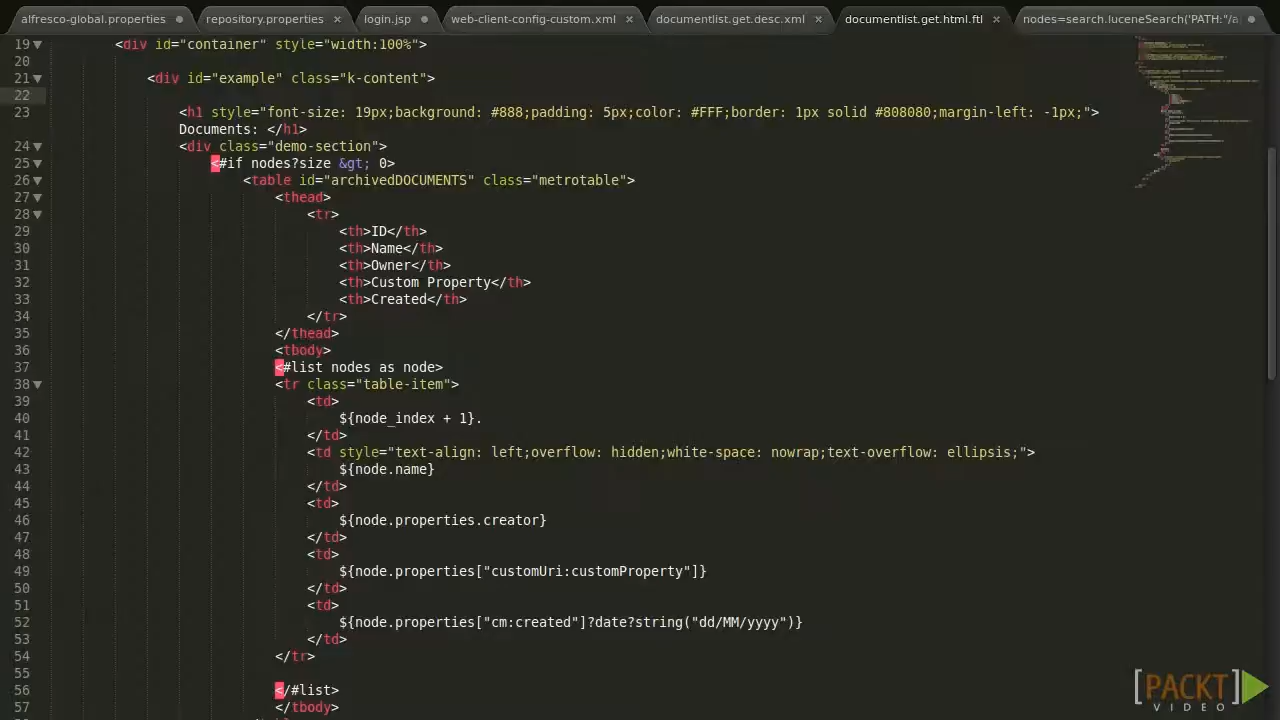 alfresco-global.properties
repository.properties
login.jsp
web-client-config-custom.xml
documentlist.get.desc.xml
documentlist.get.html.ftl
nodes=search.luceneSearch('PATH:"/a
19 <div id="container" style="width:100%">
20
21 <div id="example" class="k-content">
22
23 <h1 style="font-size: 19px;background: #888;padding: 5px;color: #FFF;border: 1px solid #808080;margin-left: -1px;">
Documents: </h1>
24 <div class="demo-section">
25 <#if nodes?size &gt; 0>
26 <table id="archivedDOCUMENTS" class="metrotable">
27 <thead>
28 <tr>
29 <th>ID</th>
30 <th>Name</th>
31 <th>Owner</th>
32 <th>Custom Property</th>
33 <th>Created</th>
34 </tr>
35 </thead>
36 <tbody>
37 <#list nodes as node>
38 <tr class="table-item">
39 <td>
40 ${node_index + 1}.
41 </td>
42 <td style="text-align: left;overflow: hidden;white-space: nowrap;text-overflow: ellipsis;">
43 ${node.name}
44 </td>
45 <td>
46 ${node.properties.creator}
47 </td>
48 <td>
49 ${node.properties["customUri:customProperty"]}
50 </td>
51 <td>
52 ${node.properties["cm:created"]?date?string("dd/MM/yyyy")}
53 </td>
54 </tr>
55
56 </#list>
57 </tbody>
[PACKT]
VIDEO